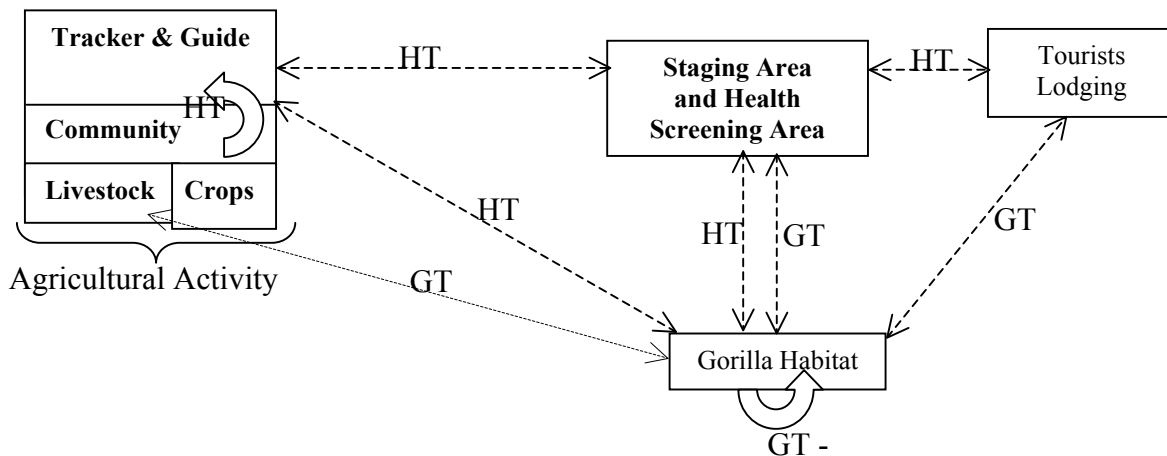 Tracker & Guide
HT
Community
Livestock
Crops
Agricultural Activity
HT
Staging Area
and Health
Screening Area
HT
Tourists
Lodging
HT
GT
HT
GT
GT
Gorilla Habitat
GT -